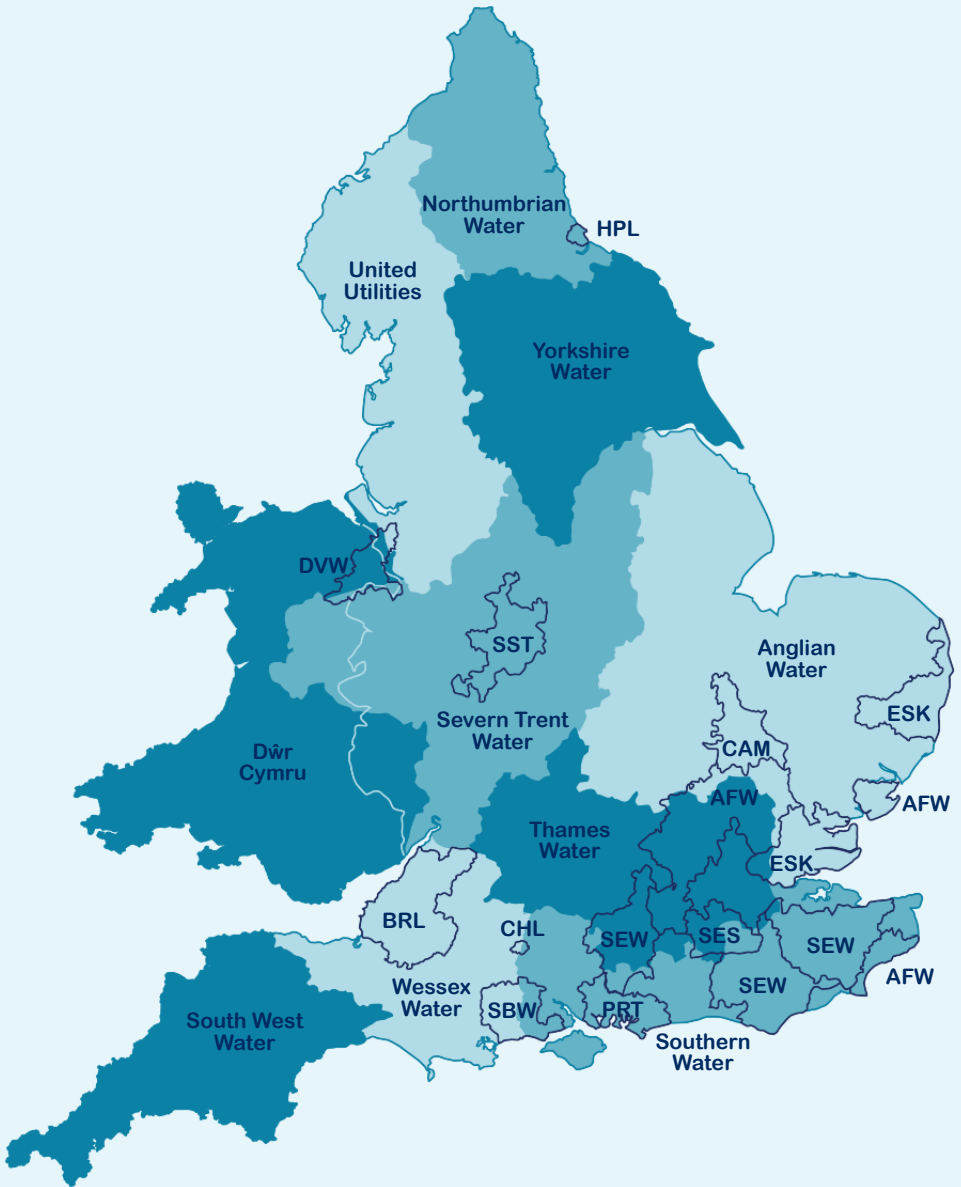 Northumbrian
Water
HPL
United
Utilities
Yorkshire
Water
DVW
SST
Anglian
Water
ESK
Severn Trent
Water
CAM
Dŵr
Cymru
AFW
AFW
Thames
Water
ESK
BRL
CHL
SEW
SES
SEW
AFW
SEW
Wessex
Water
SBW
PRT
South West
Water
Southern
Water